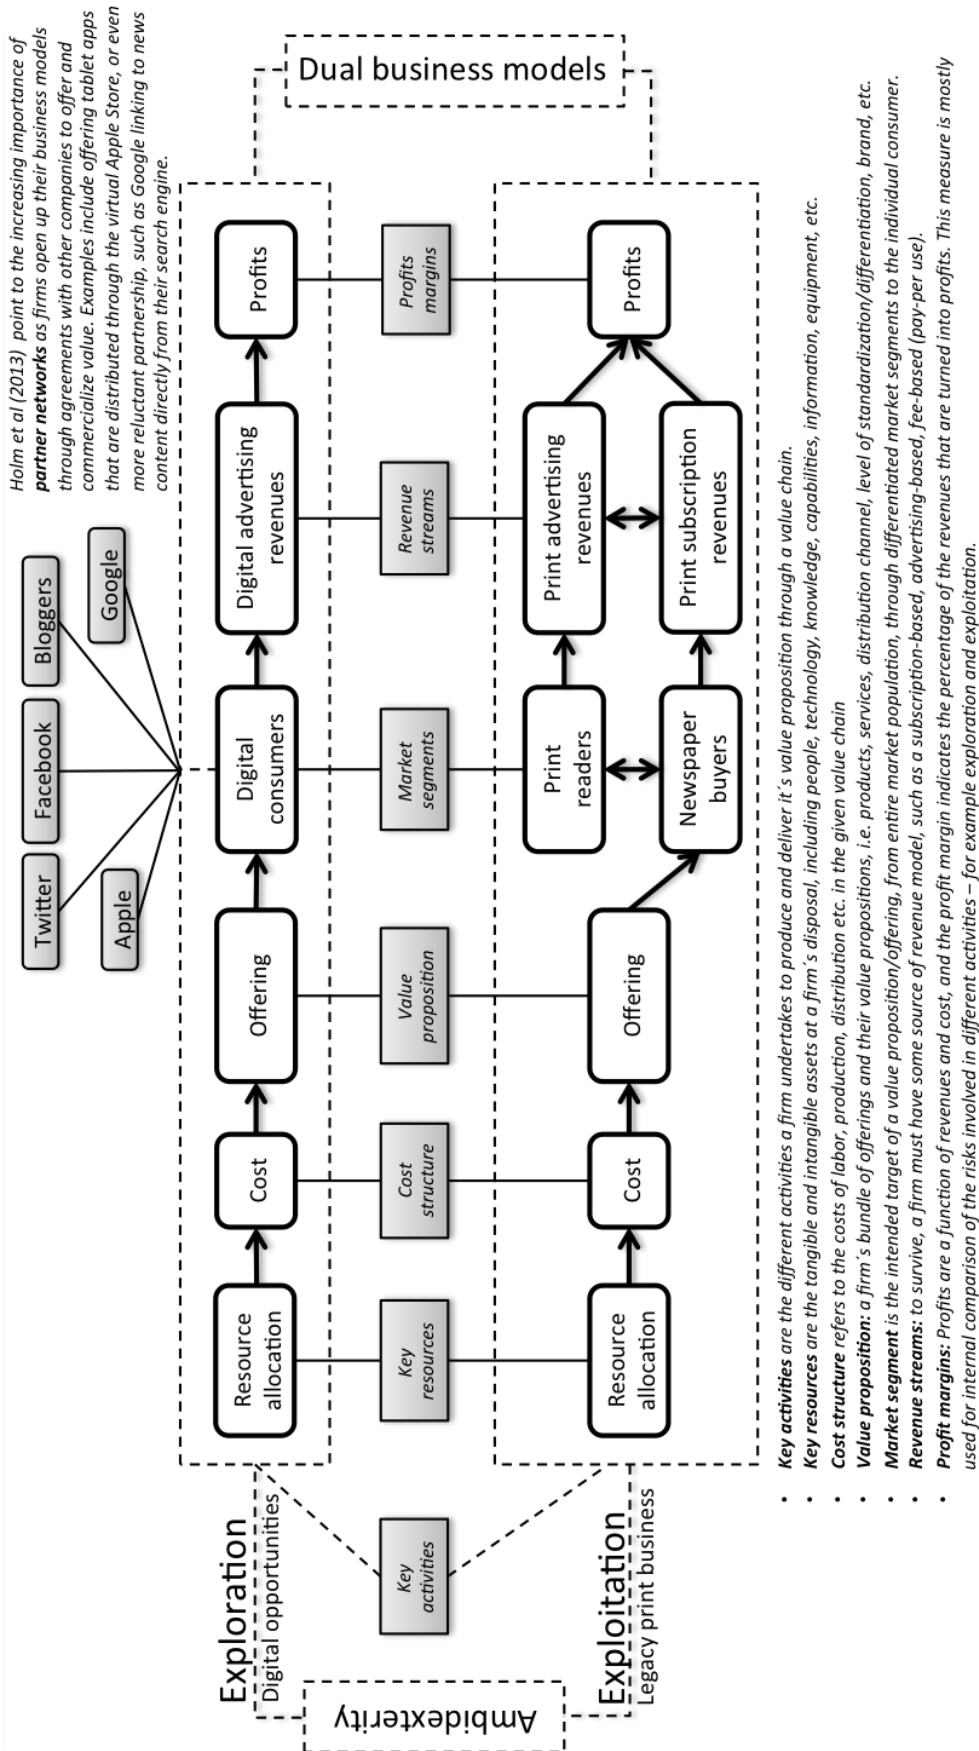 Holm et al (2013) point to the increasing importance of
partner networks as firms open up their business models
through agreements with other companies to offer and
commercialize value. Examples include offering tablet apps
that are distributed through the virtual Apple Store, or even
more reluctant partnership, such as Google linking to news
content directly from their search engine.
Twitter
Facebook
Bloggers
Apple
Google
Ambidexterity
Exploration
Digital opportunities
Resource
allocation
Cost
Offering
Digital
consumers
Digital advertising
revenues
Profits
Dual business models
Key
activities
Key
resources
Cost
structure
Value
proposition
Market
segments
Revenue
streams
Profits
margins
Exploitation
Legacy print business
Resource
allocation
Cost
Offering
Print
readers
Print advertising
revenues
Newspaper
buyers
Print subscription
revenues
Profits
• Key activities are the different activities a firm undertakes to produce and deliver it´s value proposition through a value chain.
• Key resources are the tangible and intangible assets at a firm´s disposal, including people, technology, knowledge, capabilities, information, equipment, etc.
• Cost structure refers to the costs of labor, production, distribution etc. in the given value chain
• Value proposition: a firm´s bundle of offerings and their value propositions, i.e. products, services, distribution channel, level of standardization/differentiation, brand, etc.
• Market segment is the intended target of a value proposition/offering, from entire market population, through differentiated market segments to the individual consumer.
• Revenue streams: to survive, a firm must have some source of revenue model, such as a subscription-based, advertising-based, fee-based (pay-per use).
• Profit margins: Profits are a function of revenues and cost, and the profit margin indicates the percentage of the revenues that are turned into profits. This measure is mostly
used for internal comparison of the risks involved in different activities – for example exploration and exploitation.